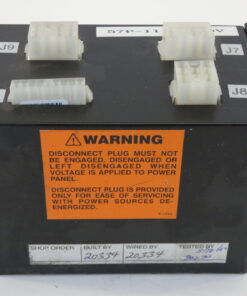 J9
J7
J8
WARNING
DISCONNECT PLUG MUST NOT
BE ENGAGED, DISENGAGED OR
LEFT DISENGAGED WHEN
VOLTAGE IS APPLIED TO POWER
PANEL.
DISCONNECT PLUG IS PROVIDED
ONLY FOR EASE OF SERVICING
WITH POWER SOURCES DE-
ENERGIZED.
SHOP ORDER BUILT BY WIRED BY TESTED BY
20334 20334